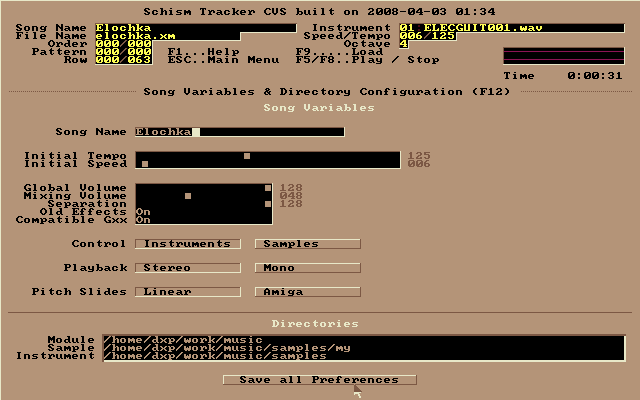 Schism Tracker CVS built on 2008-04-03 01:34
Song Name Elochka Instrument 01 ELECGUIT001.wav
File Name elochka.xm Speed/Tempo 006/125
Order 000/000 Octave 4
Pattern 000/000 F1...Help F9.....Load
Row 000/063 ESC..Main Menu F5/F8..Play / Stop
Time 0:00:31
Song Variables & Directory Configuration (F12)
Song Variables
Song Name Elochka
Initial Tempo 125
Initial Speed 006
Global Volume 128
Mixing Volume 048
Separation 128
Old Effects On
Compatible Gxx On
Control Instruments Samples
Playback Stereo Mono
Pitch Slides Linear Amiga
Directories
Module /home/dxp/work/music
Sample /home/dxp/work/music/samples/my
Instrument /home/dxp/work/music/samples
Save all Preferences